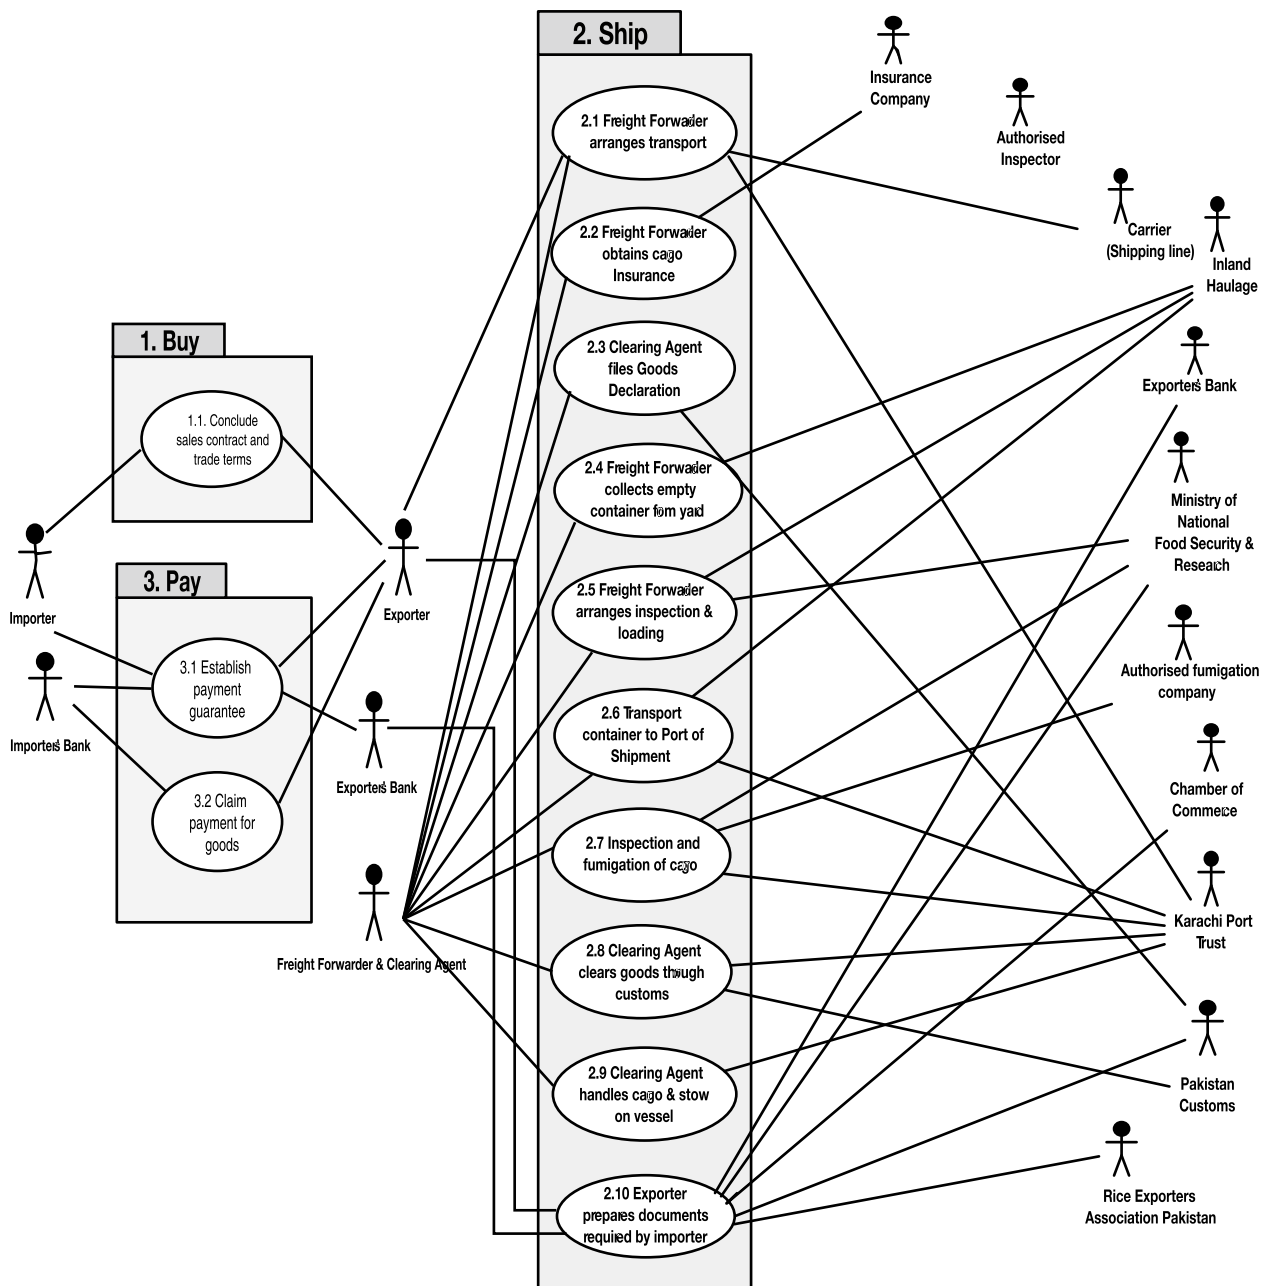 2. Ship
Insurance
Company
Authorised
Inspector
Carrier
(Shipping line)
Inland
Haulage
Exporter's Bank
Ministry of
National
Food Security &
Research
Authorised fumigation
company
Chamber of
Commerce
Karachi Port
Trust
Pakistan
Customs
Rice Exporters
Association Pakistan
2.1 Freight Forwader
arranges transport
2.2 Freight Forwader
obtains cago
Insurance
2.3 Clearing Agent
files Goods
Declaration
2.4 Freight Forwader
collects empty
container fom yad
2.5 Freight Forwader
arranges inspection &
loading
2.6 Transport
container to Port of
Shipment
2.7 Inspection and
fumigation of cago
2.8 Clearing Agent
clears goods though
customs
2.9 Clearing Agent
handles cago & stow
on vessel
2.10 Exporter
prepares documents
required by importer
1. Buy
1.1. Conclude
sales contract and
trade terms
3. Pay
3.1 Establish
payment
guarantee
3.2 Claim
payment for
goods
Importer
Importer's Bank
Exporter
Exporter's Bank
Freight Forwarder & Clearing Agent